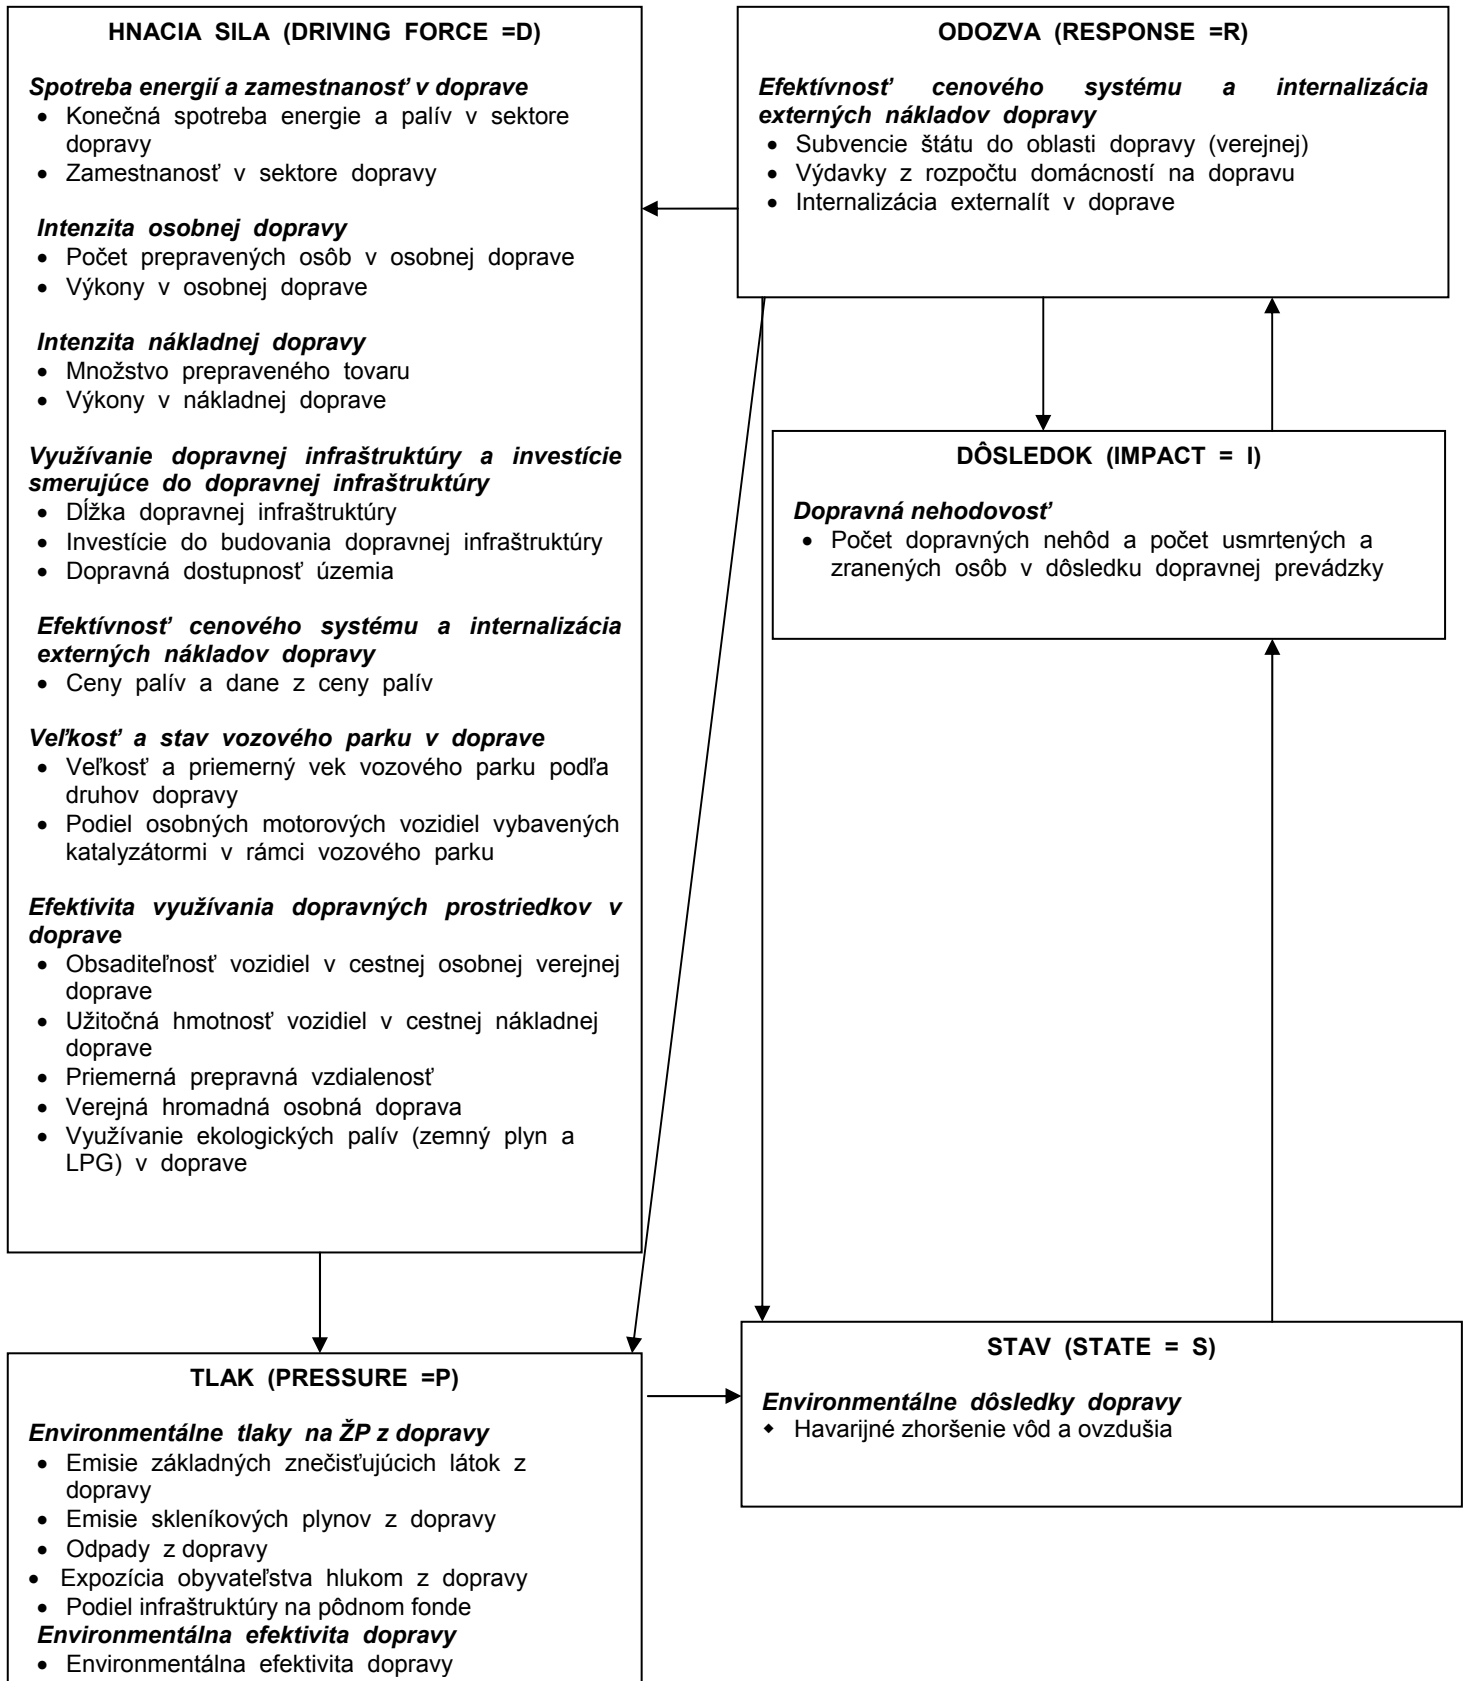 HNACIA SILA (DRIVING FORCE =D)
Spotreba energií a zamestnanosť v doprave
• Konečná spotreba energie a palív v sektore
dopravy
• Zamestnanosť v sektore dopravy
Intenzita osobnej dopravy
• Počet prepravených osôb v osobnej doprave
• Výkony v osobnej doprave
Intenzita nákladnej dopravy
• Množstvo prepraveného tovaru
• Výkony v nákladnej doprave
Využívanie dopravnej infraštruktúry a investície
smerujúce do dopravnej infraštruktúry
• Dĺžka dopravnej infraštruktúry
• Investície do budovania dopravnej infraštruktúry
• Dopravná dostupnosť územia
Efektívnosť cenového systému a internalizácia
externých nákladov dopravy
• Ceny palív a dane z ceny palív
Veľkosť a stav vozového parku v doprave
• Veľkosť a priemerný vek vozového parku podľa
druhov dopravy
• Podiel osobných motorových vozidiel vybavených
katalyzátormi v rámci vozového parku
Efektivita využívania dopravných prostriedkov v
doprave
• Obsaditeľnosť vozidiel v cestnej osobnej verejnej
doprave
• Užitočná hmotnosť vozidiel v cestnej nákladnej
doprave
• Priemerná prepravná vzdialenosť
• Verejná hromadná osobná doprava
• Využívanie ekologických palív (zemný plyn a
LPG) v doprave
ODOZVA (RESPONSE =R)
Efektívnosť cenového systému a internalizácia
externých nákladov dopravy
• Subvencie štátu do oblasti dopravy (verejnej)
• Výdavky z rozpočtu domácností na dopravu
• Internalizácia externalít v doprave
DÔSLEDOK (IMPACT = I)
Dopravná nehodovosť
• Počet dopravných nehôd a počet usmrtených a
zranených osôb v dôsledku dopravnej prevádzky
TLAK (PRESSURE =P)
Environmentálne tlaky na ŽP z dopravy
• Emisie základných znečisťujúcich látok z
dopravy
• Emisie skleníkových plynov z dopravy
• Odpady z dopravy
• Expozícia obyvateľstva hlukom z dopravy
• Podiel infraštruktúry na pôdnom fonde
Environmentálna efektivita dopravy
• Environmentálna efektivita dopravy
STAV (STATE = S)
Environmentálne dôsledky dopravy
◆ Havarijné zhoršenie vôd a ovzdušia